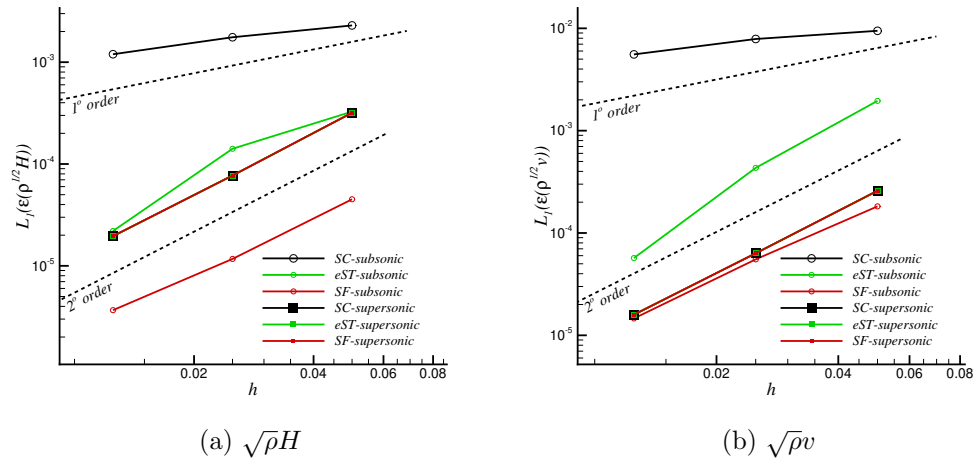 10⁻³
10⁻⁴
10⁻⁵
L₁(ε(ρ^{1/2}H))
1° order
2° order
SC-subsonic
eST-subsonic
SF-subsonic
SC-supersonic
eST-supersonic
SF-supersonic
0.02 0.04 0.06 0.08
h
(a) √ρH
10⁻²
10⁻³
10⁻⁴
10⁻⁵
L₁(ε(ρ^{1/2}v))
1° order
2° order
SC-subsonic
eST-subsonic
SF-subsonic
SC-supersonic
eST-supersonic
SF-supersonic
0.02 0.04 0.06 0.08
h
(b) √ρv